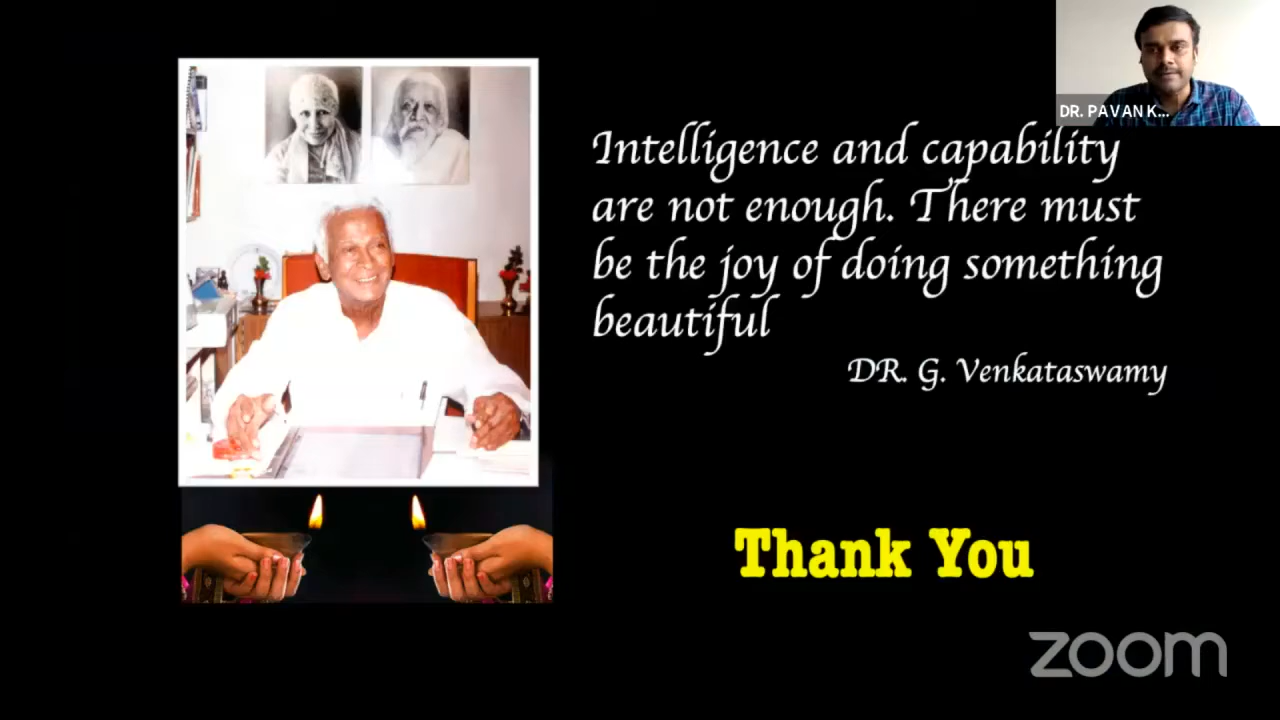 DR. PAVAN K...
Intelligence and capability
are not enough. There must
be the joy of doing something
beautiful
DR. G. Venkataswamy
Thank You
zoom